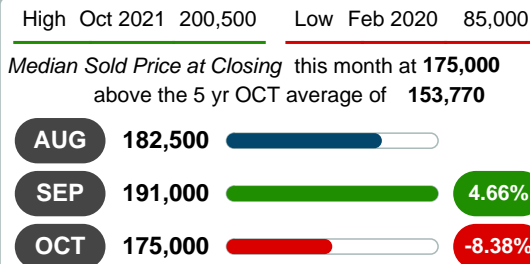 High Oct 2021 200,500 Low Feb 2020 85,000
Median Sold Price at Closing this month at 175,000
above the 5 yr OCT average of 153,770
AUG 182,500
SEP 191,000 4.66%
OCT 175,000 -8.38%